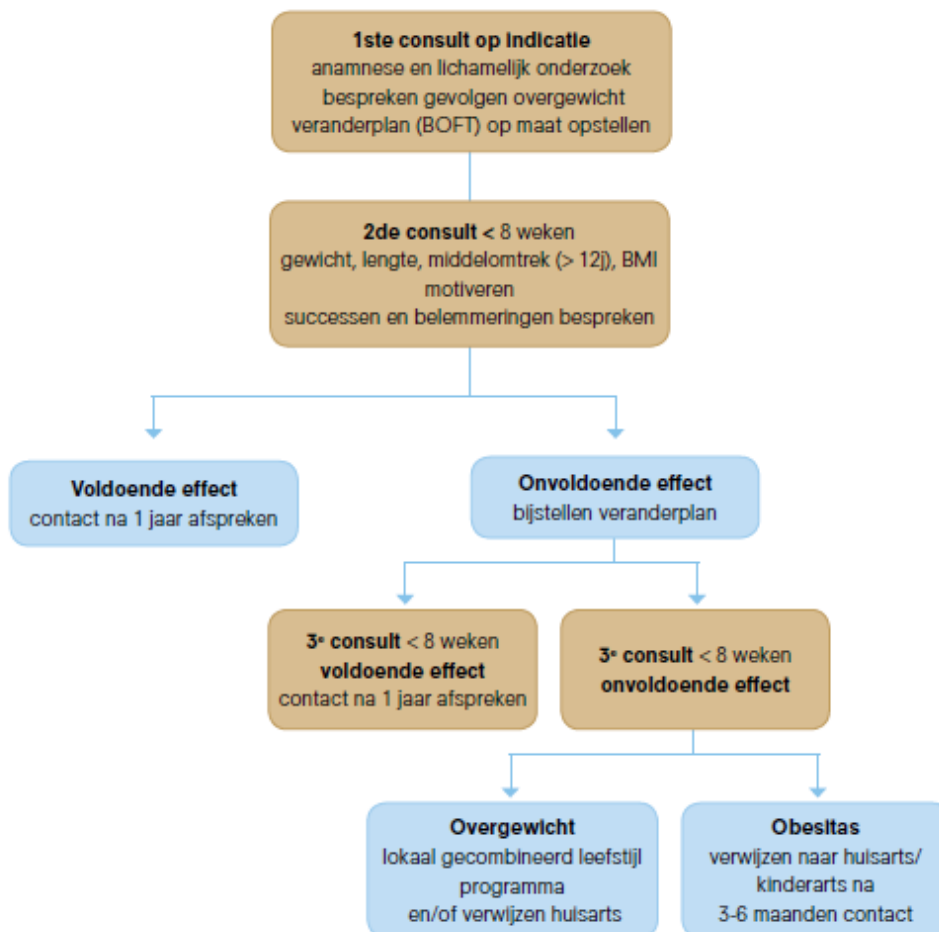 1ste consult op indicatie
anamnese en lichamelijk onderzoek
bespreken gevolgen overgewicht
veranderplan (BOFT) op maat opstellen
2de consult < 8 weken
gewicht, lengte, middelomtrek (> 12j), BMI
motiveren
successen en belemmeringen bespreken
Voldoende effect
contact na 1 jaar afspreken
Onvoldoende effect
bijstellen veranderplan
3e consult < 8 weken
voldoende effect
contact na 1 jaar afspreken
3e consult < 8 weken
onvoldoende effect
Overgewicht
lokaal gecombineerd leefstijl
programma
en/of verwijzen huisarts
Obesitas
verwijzen naar huisarts/
kinderarts na
3-6 maanden contact